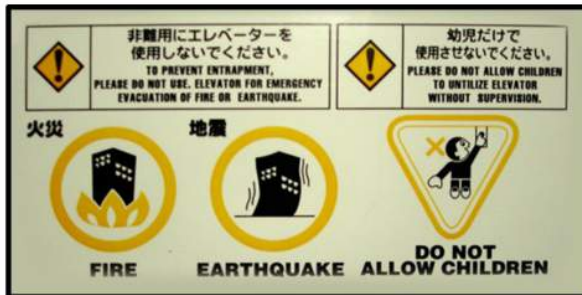 非難用にエレベーターを
使用しないでください。
TO PREVENT ENTRAPMENT,
PLEASE DO NOT USE. ELEVATOR FOR EMERGENCY
EVACUATION OF FIRE OR EARTHQUAKE.
幼児だけで
使用させないでください。
PLEASE DO NOT ALLOW CHILDREN
TO UNTILIZE ELEVATOR
WITHOUT SUPERVISION.
火災
地震
FIRE
EARTHQUAKE
DO NOT
ALLOW CHILDREN